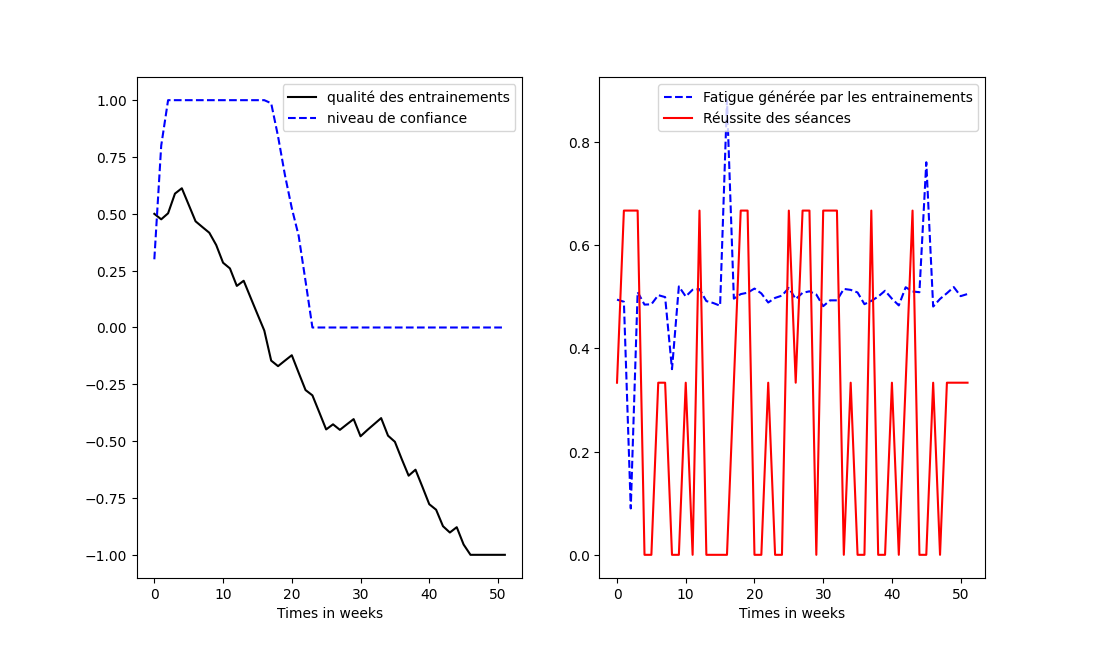 qualité des entrainements
niveau de confiance
1.00
0.75
0.50
0.25
0.00
−0.25
−0.50
−0.75
−1.00
0 10 20 30 40 50
Times in weeks
Fatigue générée par les entrainements
Réussite des séances
0.8
0.6
0.4
0.2
0.0
0 10 20 30 40 50
Times in weeks